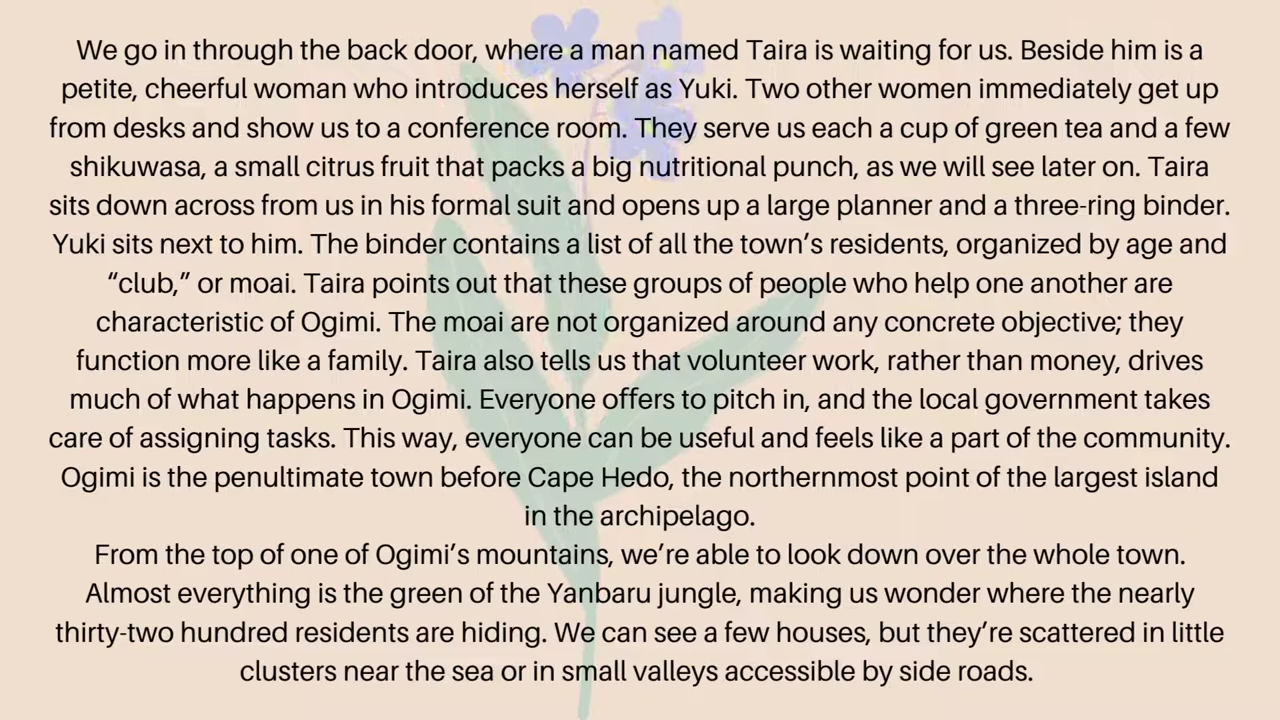 We go in through the back door, where a man named Taira is waiting for us. Beside him is a
petite, cheerful woman who introduces herself as Yuki. Two other women immediately get up
from desks and show us to a conference room. They serve us each a cup of green tea and a few
shikuwasa, a small citrus fruit that packs a big nutritional punch, as we will see later on. Taira
sits down across from us in his formal suit and opens up a large planner and a three-ring binder.
Yuki sits next to him. The binder contains a list of all the town’s residents, organized by age and
“club,” or moai. Taira points out that these groups of people who help one another are
characteristic of Ogimi. The moai are not organized around any concrete objective; they
function more like a family. Taira also tells us that volunteer work, rather than money, drives
much of what happens in Ogimi. Everyone offers to pitch in, and the local government takes
care of assigning tasks. This way, everyone can be useful and feels like a part of the community.
Ogimi is the penultimate town before Cape Hedo, the northernmost point of the largest island
in the archipelago.
From the top of one of Ogimi’s mountains, we’re able to look down over the whole town.
Almost everything is the green of the Yanbaru jungle, making us wonder where the nearly
thirty-two hundred residents are hiding. We can see a few houses, but they’re scattered in little
clusters near the sea or in small valleys accessible by side roads.